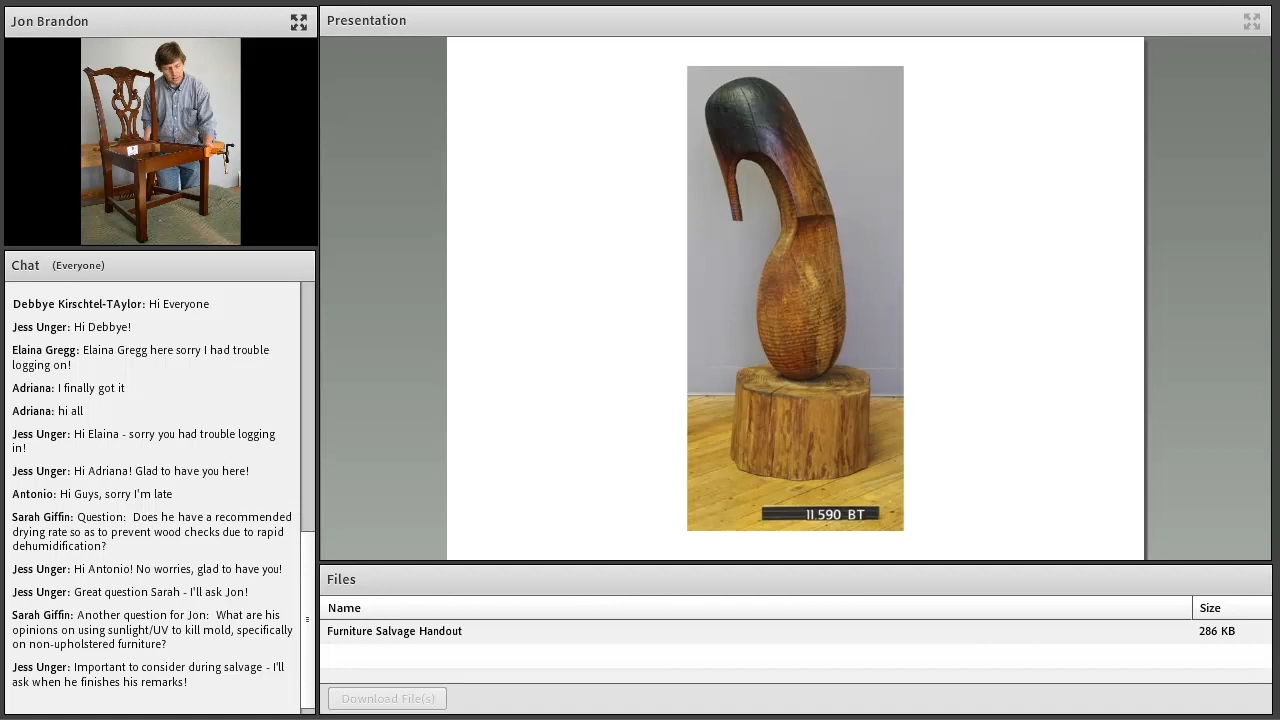 Jon Brandon
Presentation
11.590 BT
Chat (Everyone)
Debbye Kirschtel-TAylor: Hi Everyone
Jess Unger: Hi Debbye!
Elaina Gregg: Elaina Gregg here sorry I had trouble
logging on!
Adriana: I finally got it
Adriana: hi all
Jess Unger: Hi Elaina - sorry you had trouble logging
in!
Jess Unger: Hi Adriana! Glad to have you here!
Antonio: Hi Guys, sorry I'm late
Sarah Giffin: Question: Does he have a recommended
drying rate so as to prevent wood checks due to rapid
dehumidification?
Jess Unger: Hi Antonio! No worries, glad to have you!
Jess Unger: Great question Sarah - I'll ask Jon!
Sarah Giffin: Another question for Jon: What are his
opinions on using sunlight/UV to kill mold, specifically
on non-upholstered furniture?
Jess Unger: Important to consider during salvage - I'll
ask when he finishes his remarks!
Files
Name Size
Furniture Salvage Handout 286 KB
Download File(s)